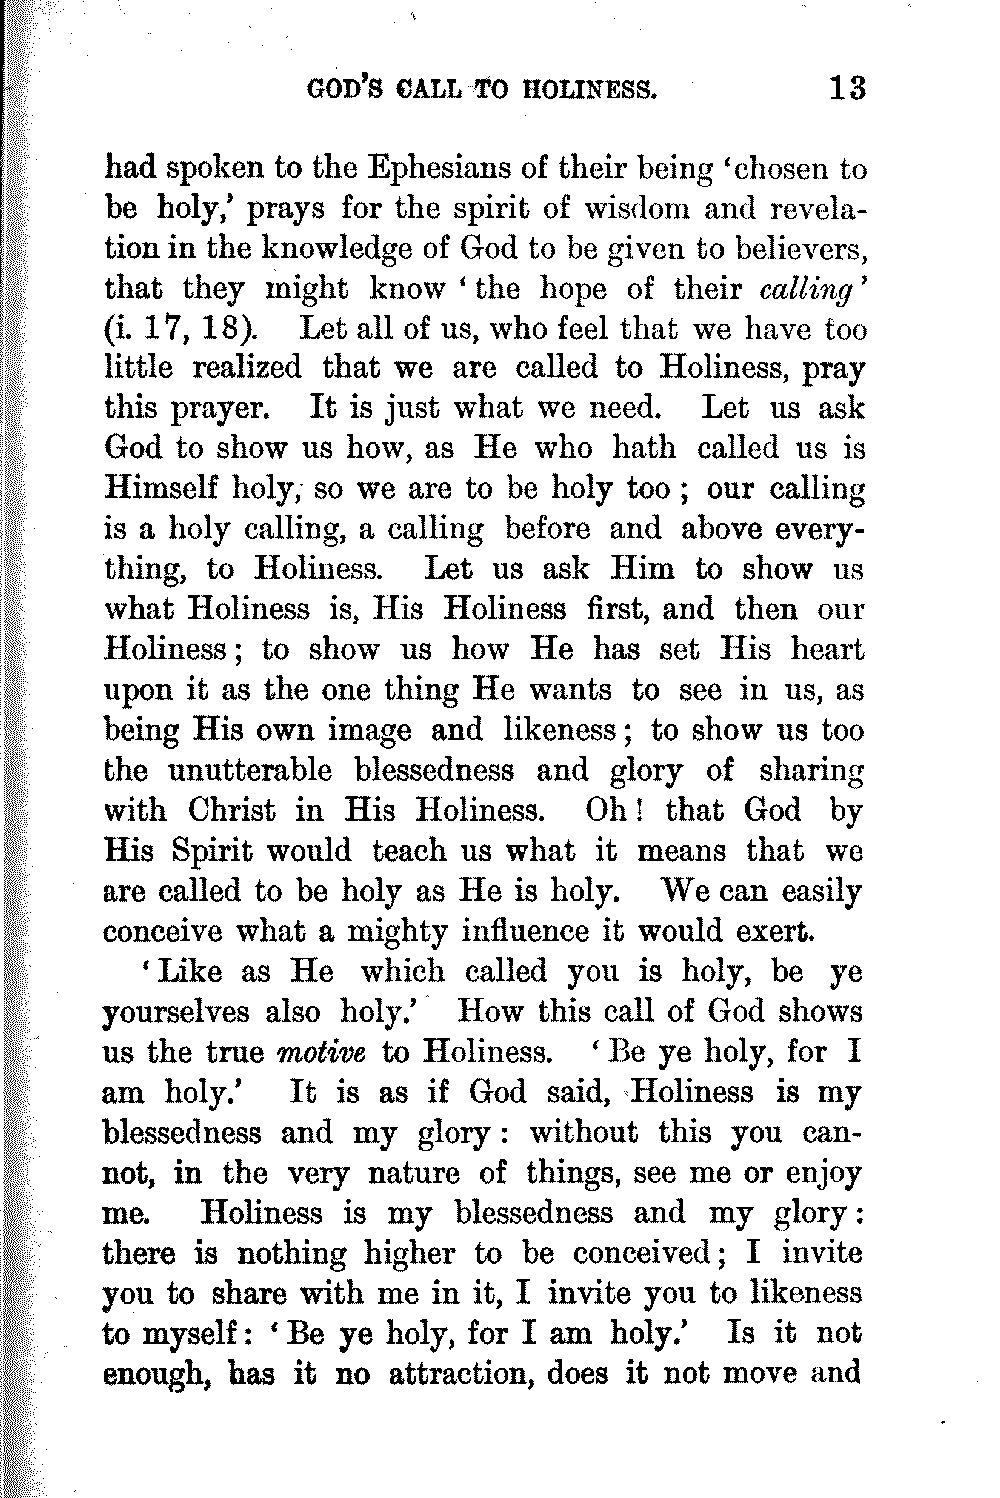 GOD'S CALL TO HOLINESS. 13
had spoken to the Ephesians of their being ‘chosen to
be holy,’ prays for the spirit of wisdom and revela-
tion in the knowledge of God to be given to believers,
that they might know ‘ the hope of their calling’
(i. 17, 18). Let all of us, who feel that we have too
little realized that we are called to Holiness, pray
this prayer. It is just what we need. Let us ask
God to show us how, as He who hath called us is
Himself holy, so we are to be holy too ; our calling
is a holy calling, a calling before and above every-
thing, to Holiness. Let us ask Him to show us
what Holiness is, His Holiness first, and then our
Holiness ; to show us how He has set His heart
upon it as the one thing He wants to see in us, as
being His own image and likeness ; to show us too
the unutterable blessedness and glory of sharing
with Christ in His Holiness. Oh ! that God by
His Spirit would teach us what it means that we
are called to be holy as He is holy. We can easily
conceive what a mighty influence it would exert.
‘ Like as He which called you is holy, be ye
yourselves also holy.’ How this call of God shows
us the true motive to Holiness. ‘ Be ye holy, for I
am holy.’ It is as if God said, Holiness is my
blessedness and my glory : without this you can-
not, in the very nature of things, see me or enjoy
me. Holiness is my blessedness and my glory :
there is nothing higher to be conceived ; I invite
you to share with me in it, I invite you to likeness
to myself : ‘ Be ye holy, for I am holy.’ Is it not
enough, has it no attraction, does it not move and